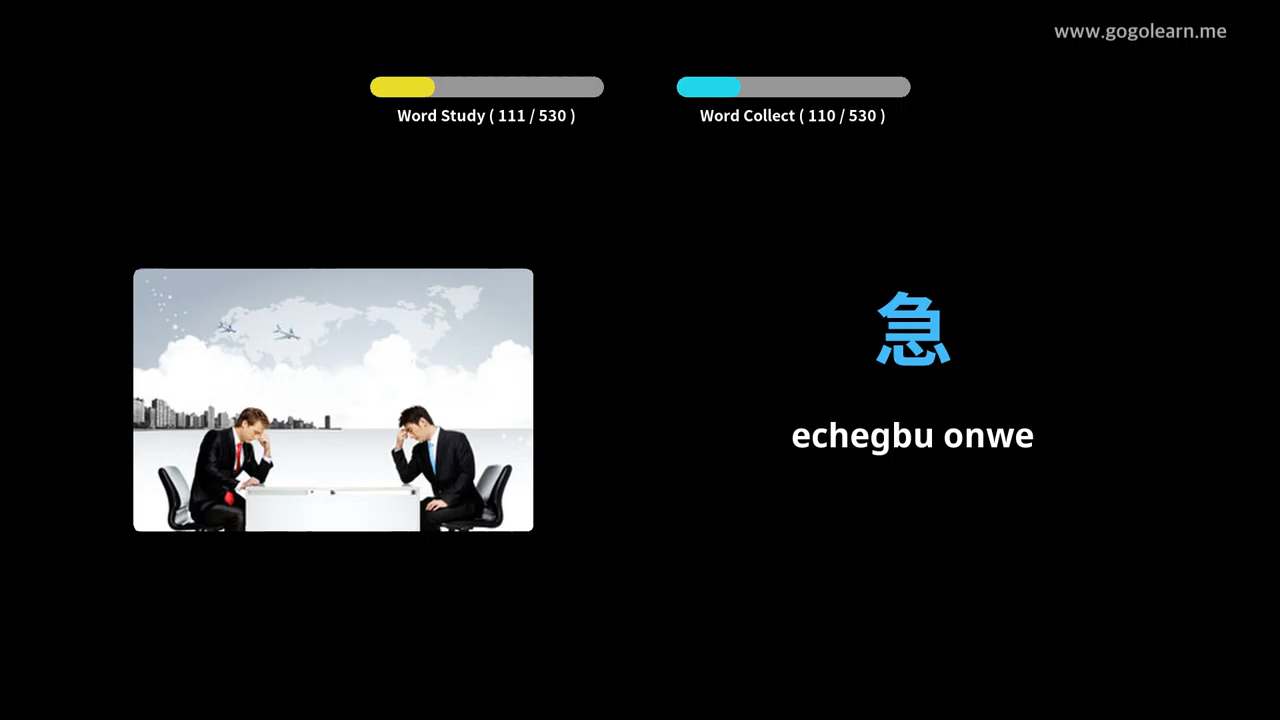 www.gogolearn.me
Word Study ( 111 / 530 )
Word Collect ( 110 / 530 )
急
echegbu onwe